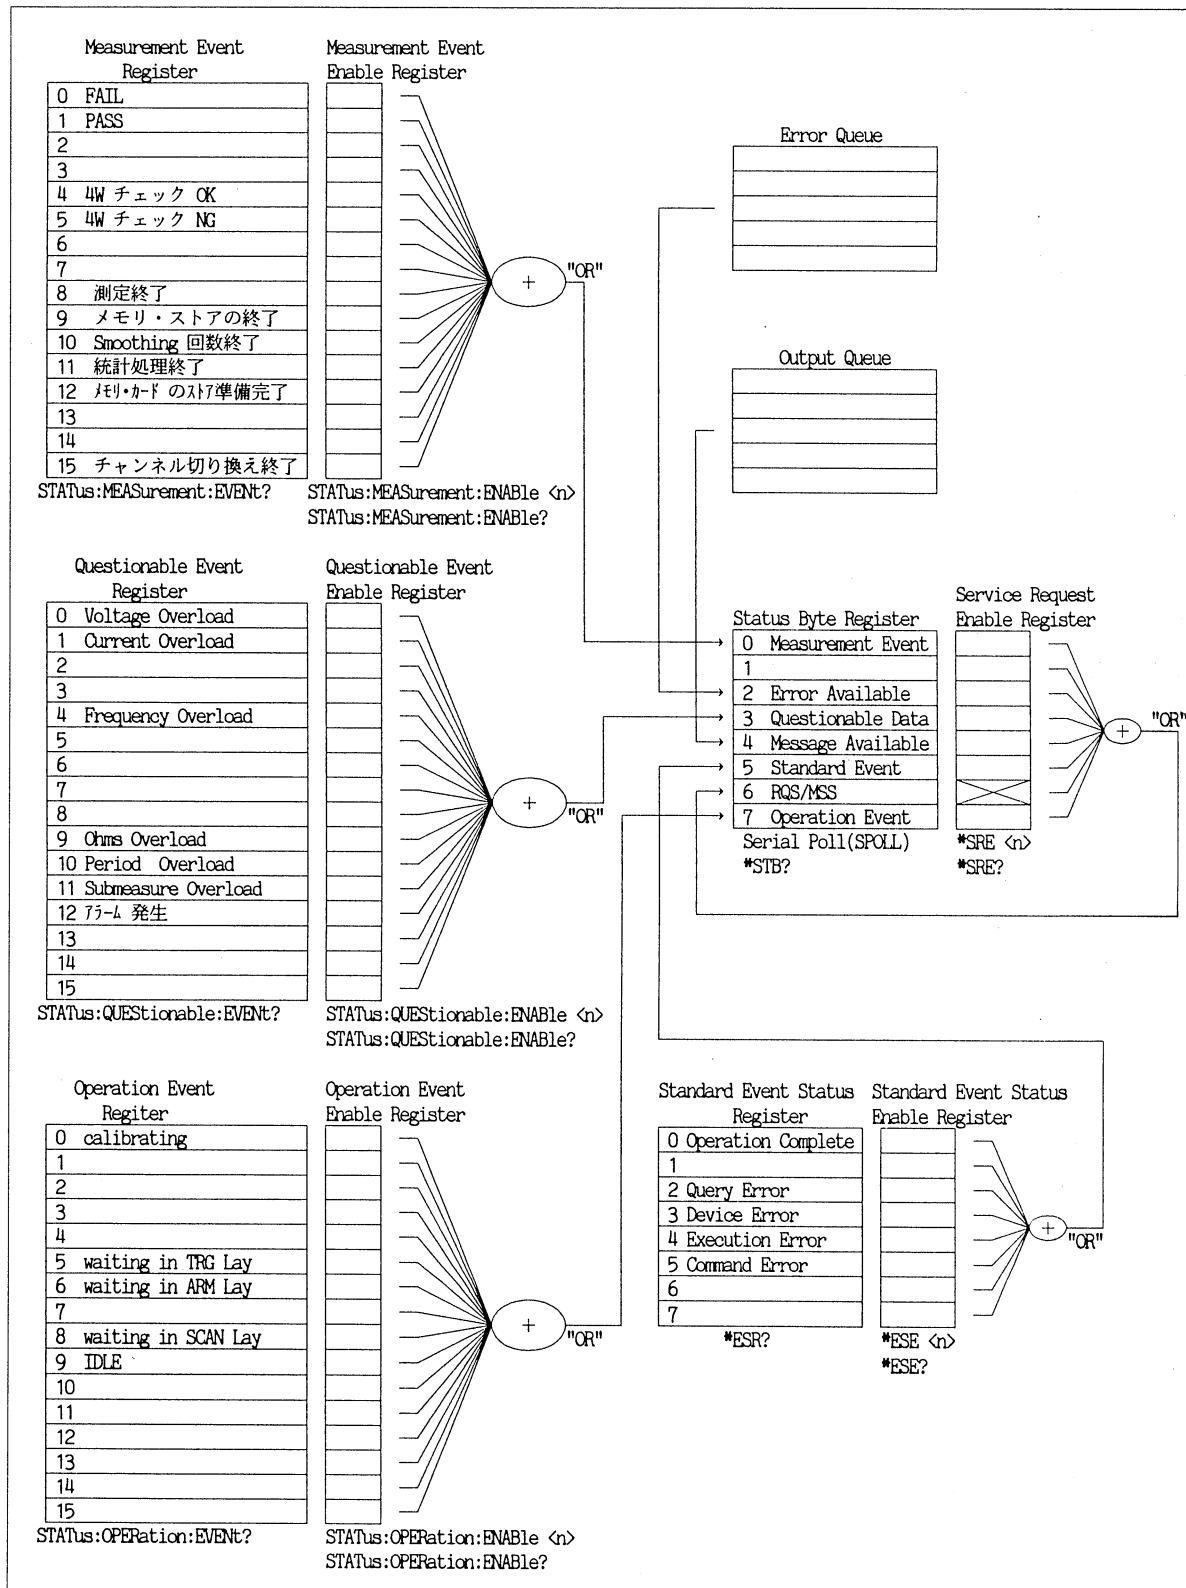 Measurement Event
Register
Measurement Event
Enable Register
0 FAIL
1 PASS
2
3
4 4W チェック OK
5 4W チェック NG
6
7
8 測定終了
9 メモリ・ストアの終了
10 Smoothing 回数終了
11 統計処理終了
12 ﾒﾓﾘ・ｶｰﾄﾞ のｽﾄｱ準備完了
13
14
15 チャンネル切り換え終了
STATus:MEASurement:EVENt?
STATus:MEASurement:ENABle <n>
STATus:MEASurement:ENABle?
+
"OR"
Error Queue
Output Queue
Questionable Event
Register
Questionable Event
Enable Register
0 Voltage Overload
1 Current Overload
2
3
4 Frequency Overload
5
6
7
8
9 Ohms Overload
10 Period Overload
11 Submeasure Overload
12 ｱﾗｰﾑ 発生
13
14
15
STATus:QUEStionable:EVENt?
STATus:QUEStionable:ENABle <n>
STATus:QUEStionable:ENABle?
+
"OR"
Status Byte Register
Service Request
Enable Register
0 Measurement Event
1
2 Error Available
3 Questionable Data
4 Message Available
5 Standard Event
6 RQS/MSS
7 Operation Event
Serial Poll(SPOLL)
*STB?
*SRE <n>
*SRE?
+
"OR"
Operation Event
Regiter
Operation Event
Enable Register
0 calibrating
1
2
3
4
5 waiting in TRG Lay
6 waiting in ARM Lay
7
8 waiting in SCAN Lay
9 IDLE
10
11
12
13
14
15
STATus:OPERation:EVENt?
STATus:OPERation:ENABle <n>
STATus:OPERation:ENABle?
+
"OR"
Standard Event Status
Register
Standard Event Status
Enable Register
0 Operation Complete
1
2 Query Error
3 Device Error
4 Execution Error
5 Command Error
6
7
*ESR?
*ESE <n>
*ESE?
+
"OR"